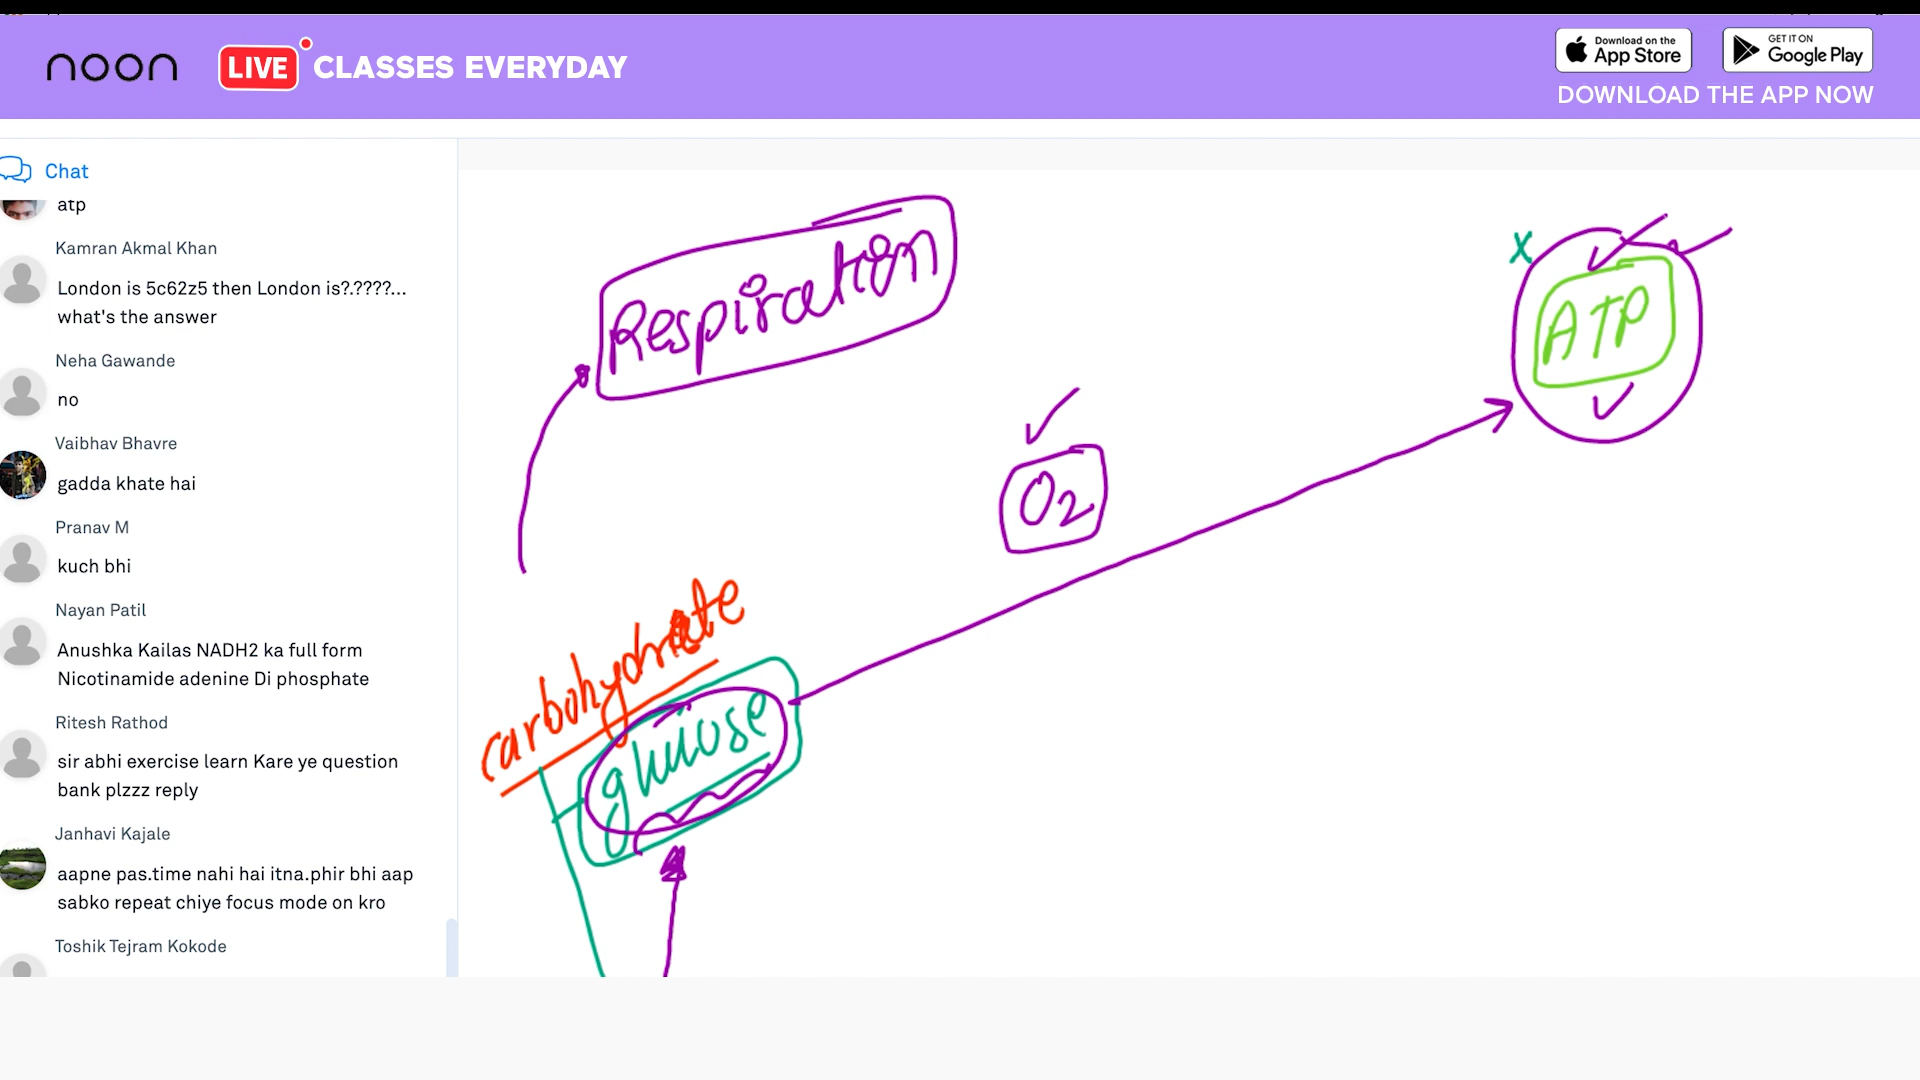 noon
LIVE CLASSES EVERYDAY
Download on the
App Store
GET IT ON
Google Play
DOWNLOAD THE APP NOW
Chat
atp
Kamran Akmal Khan
London is 5c62z5 then London is?.????...
what's the answer
Neha Gawande
no
Vaibhav Bhavre
gadda khate hai
Pranav M
kuch bhi
Nayan Patil
Anushka Kailas NADH2 ka full form
Nicotinamide adenine Di phosphate
Ritesh Rathod
sir abhi exercise learn Kare ye question
bank plzzz reply
Janhavi Kajale
aapne pas.time nahi hai itna.phir bhi aap
sabko repeat chiye focus mode on kro
Toshik Tejram Kokode
Respiration
x
ATP
O2
carbohydrate
glucose